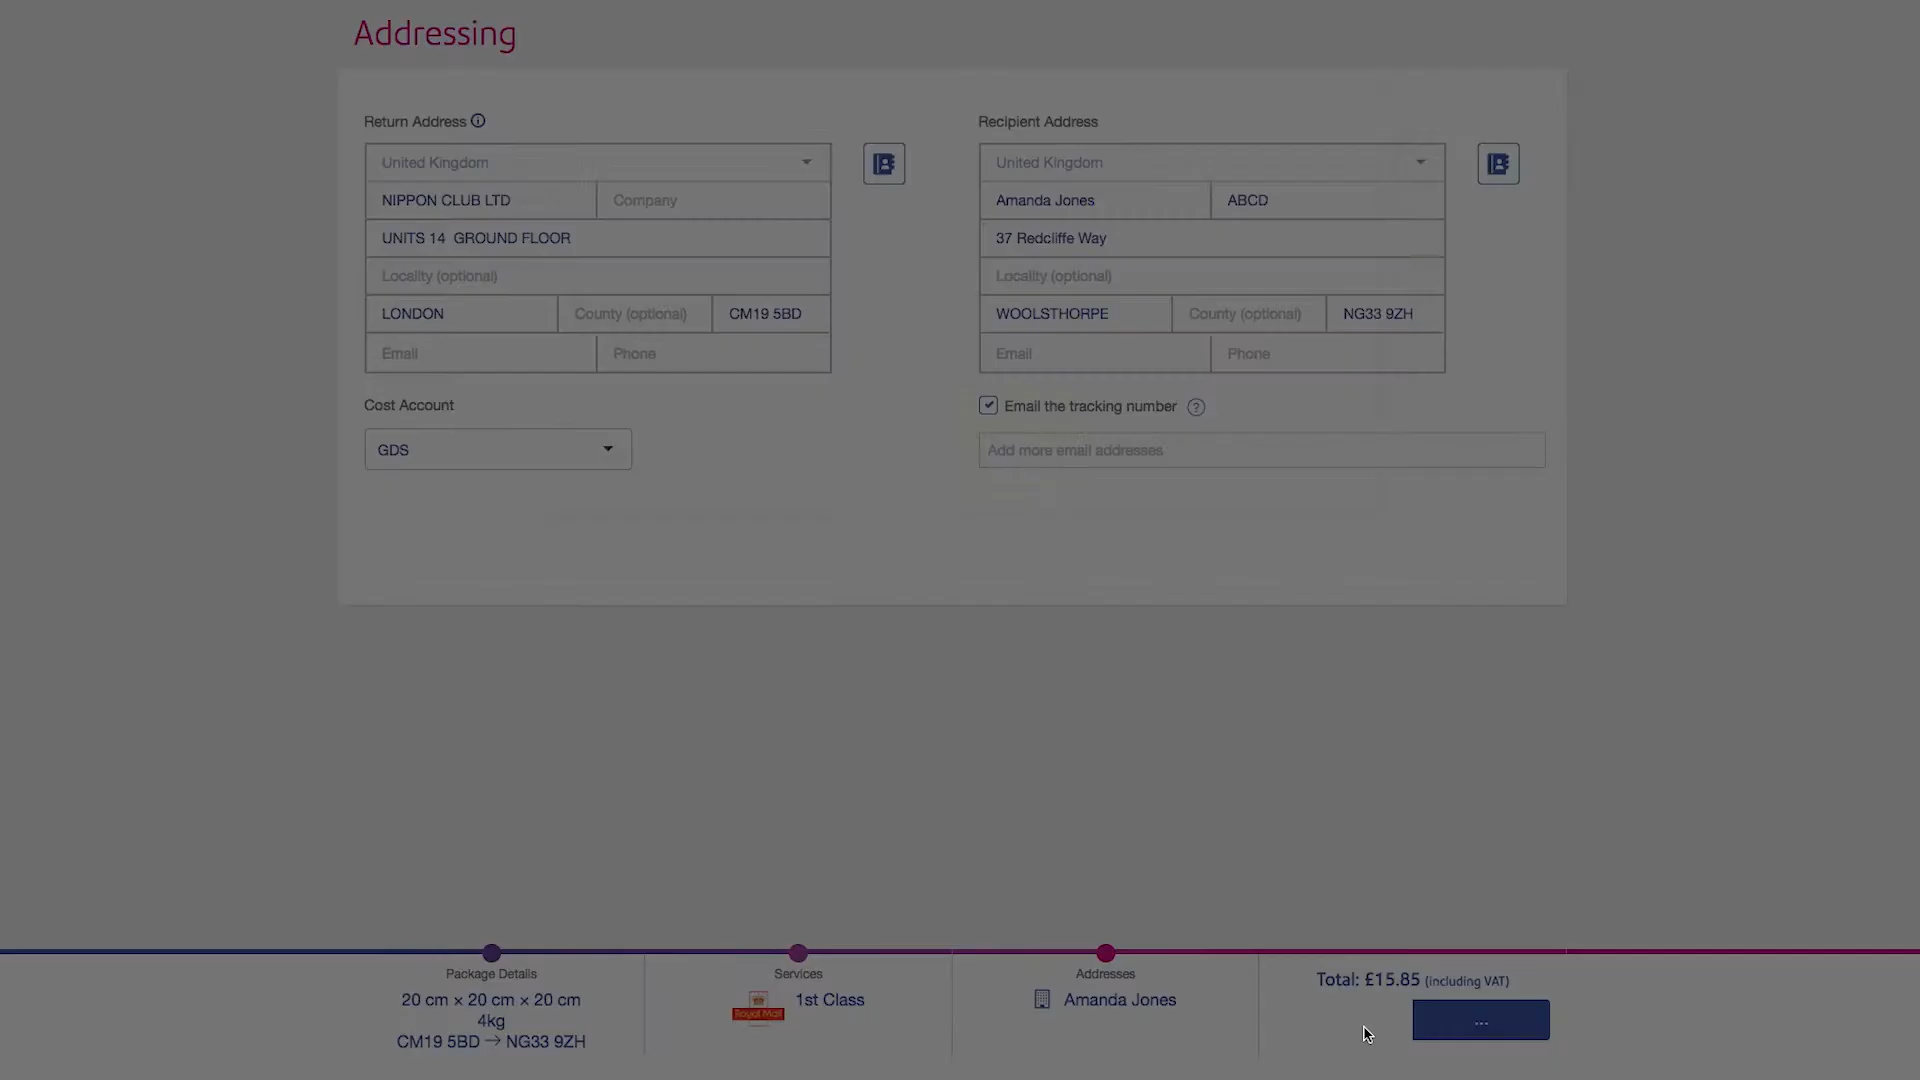 Addressing
Return Address
United Kingdom
NIPPON CLUB LTD
Company
UNITS 14  GROUND FLOOR
Locality (optional)
LONDON
County (optional)
CM19 5BD
Email
Phone
Cost Account
GDS
Recipient Address
United Kingdom
Amanda Jones
ABCD
37 Redcliffe Way
Locality (optional)
WOOLSTHORPE
County (optional)
NG33 9ZH
Email
Phone
Email the tracking number ?
Add more email addresses
Package Details
20 cm × 20 cm × 20 cm
4kg
CM19 5BD → NG33 9ZH
Services
Royal Mail
1st Class
Addresses
Amanda Jones
Total: £15.85 (including VAT)
...